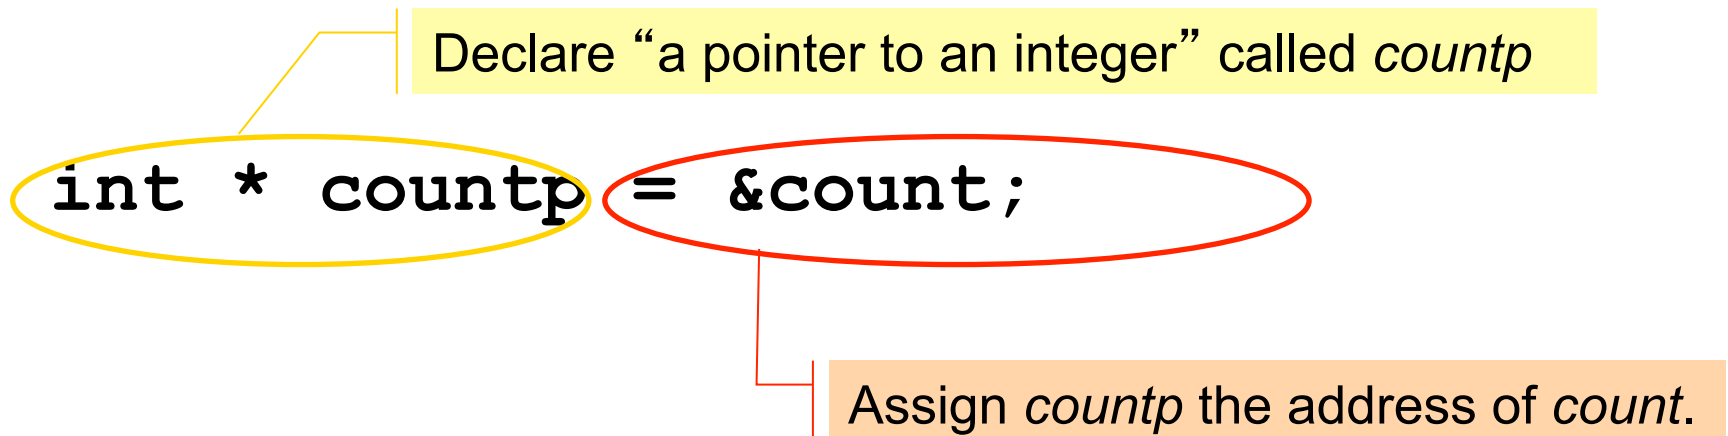 Declare “a pointer to an integer” called countp
int * countp = &count;
Assign countp the address of count.